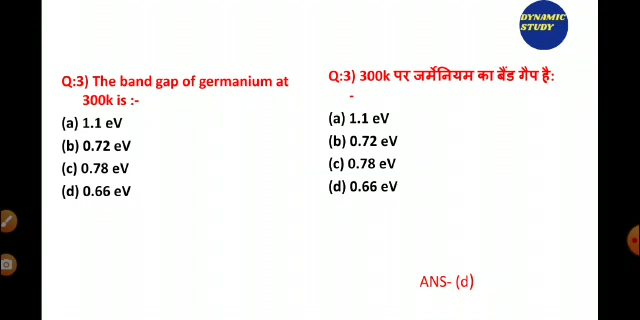 DYNAMIC
STUDY
Q:3) The band gap of germanium at
300k is :-
(a) 1.1 eV
(b) 0.72 eV
(c) 0.78 eV
(d) 0.66 eV
Q:3) 300k पर जर्मेनियम का बैंड गैप है:
-
(a) 1.1 eV
(b) 0.72 eV
(c) 0.78 eV
(d) 0.66 eV
ANS- (d)